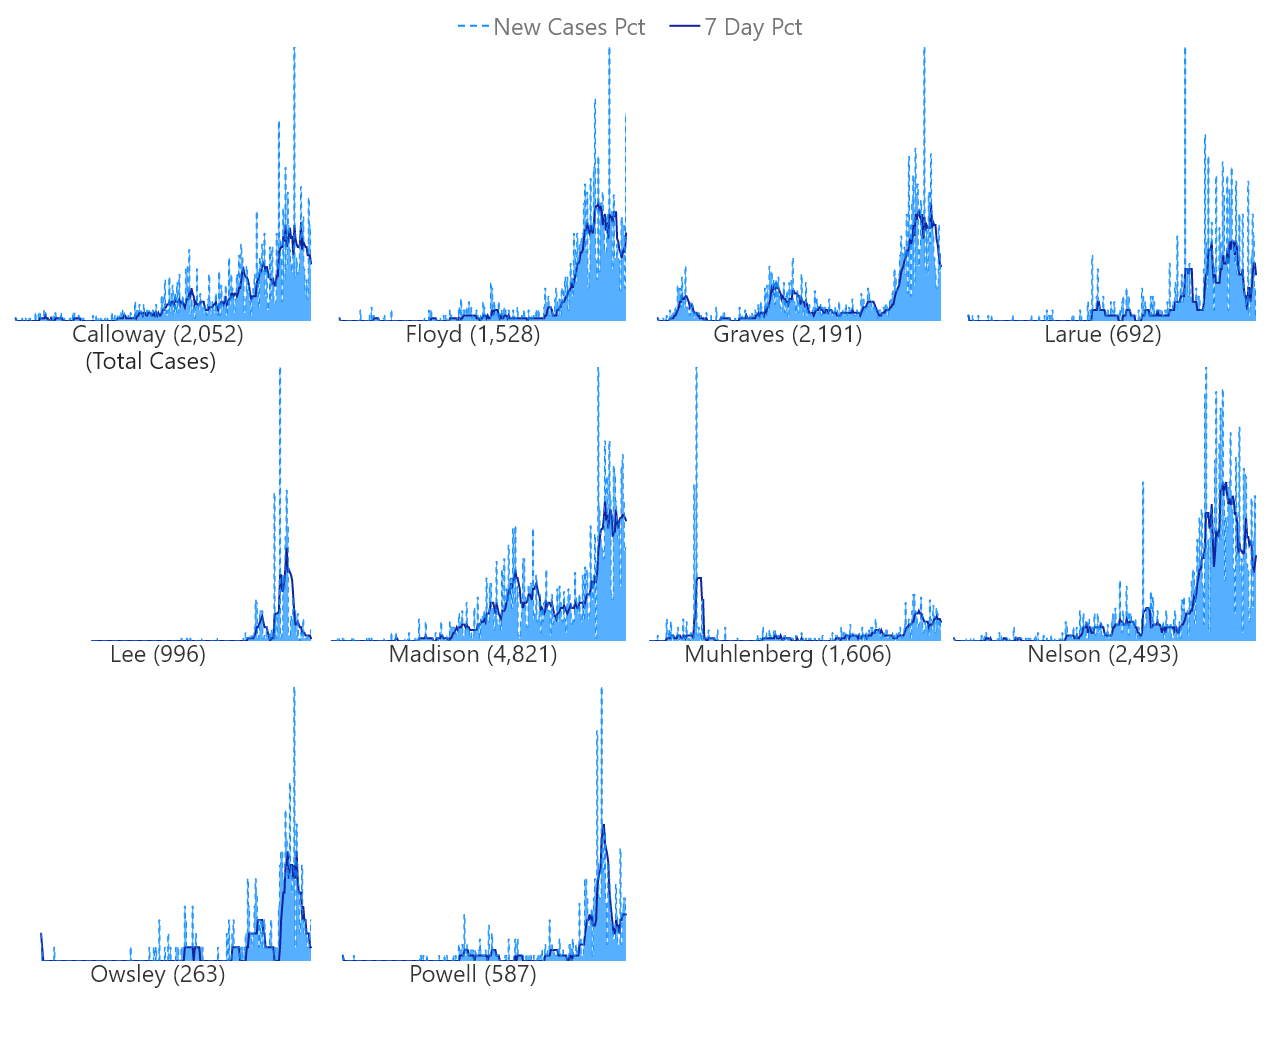 New Cases Pct 7 Day Pct
Calloway (2,052) Floyd (1,528) Graves (2,191) Larue (692)
(Total Cases)
Lee (996) Madison (4,821) Muhlenberg (1,606) Nelson (2,493)
Owsley (263) Powell (587)